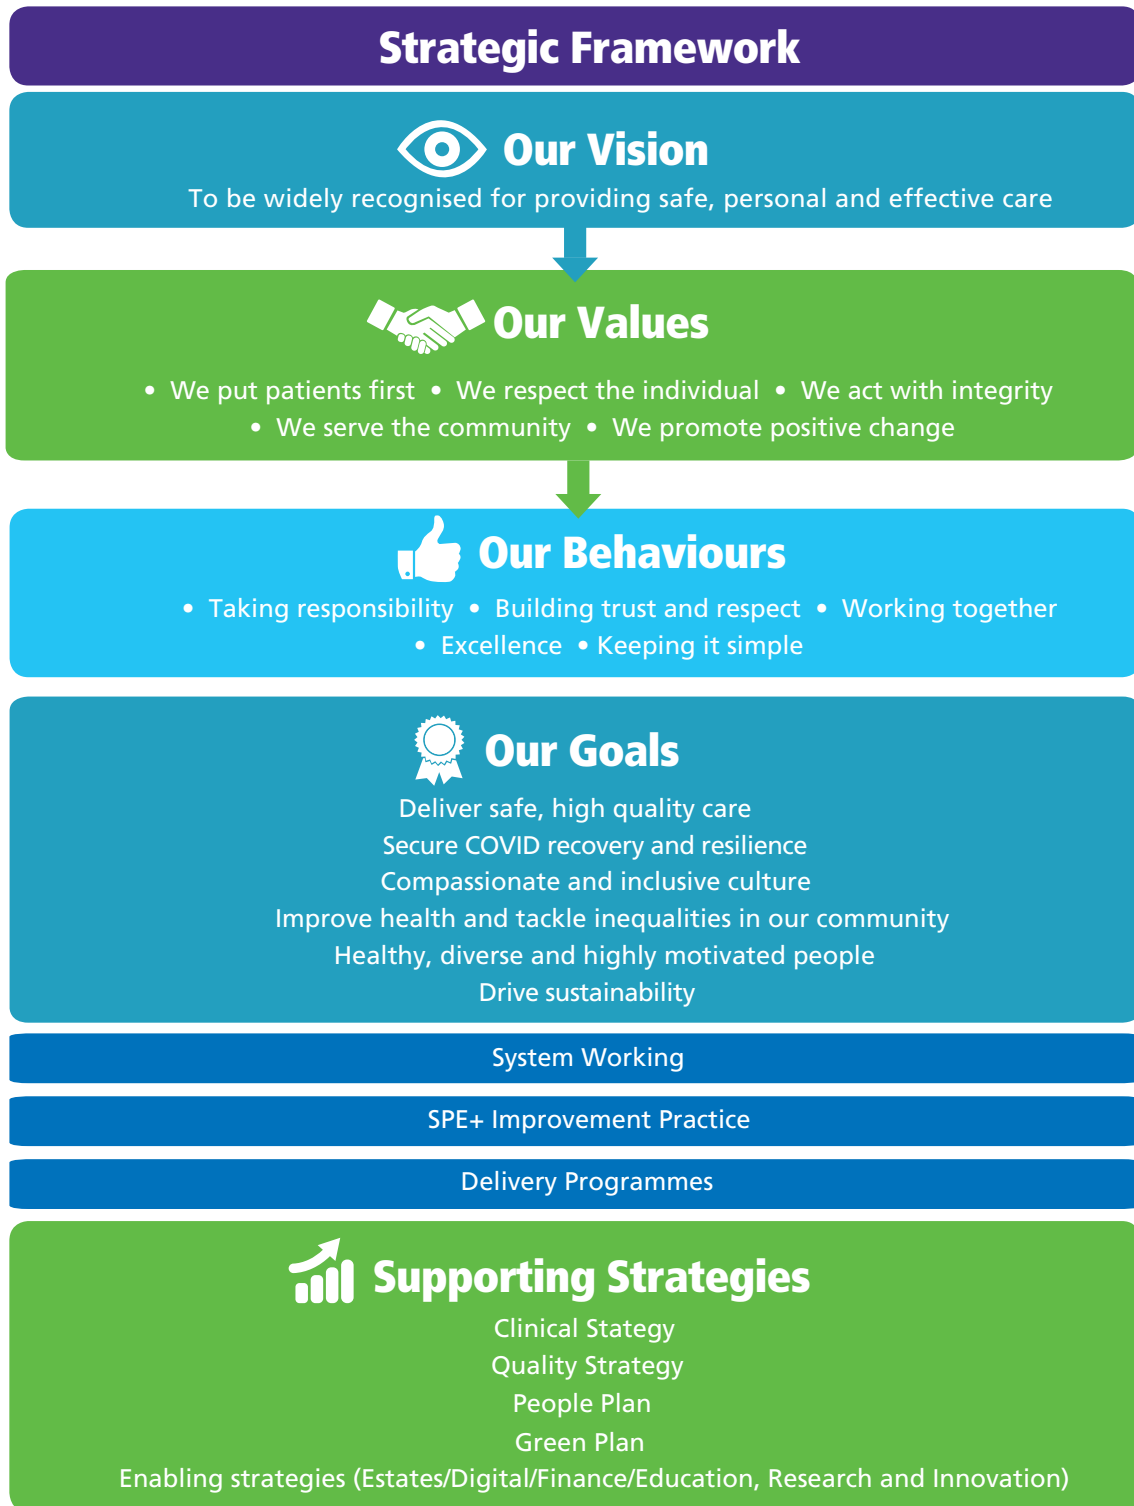 Strategic Framework
Our Vision
To be widely recognised for providing safe, personal and effective care
Our Values
• We put patients first • We respect the individual • We act with integrity
• We serve the community • We promote positive change
Our Behaviours
• Taking responsibility • Building trust and respect • Working together
• Excellence • Keeping it simple
Our Goals
Deliver safe, high quality care
Secure COVID recovery and resilience
Compassionate and inclusive culture
Improve health and tackle inequalities in our community
Healthy, diverse and highly motivated people
Drive sustainability
System Working
SPE+ Improvement Practice
Delivery Programmes
Supporting Strategies
Clinical Stategy
Quality Strategy
People Plan
Green Plan
Enabling strategies (Estates/Digital/Finance/Education, Research and Innovation)